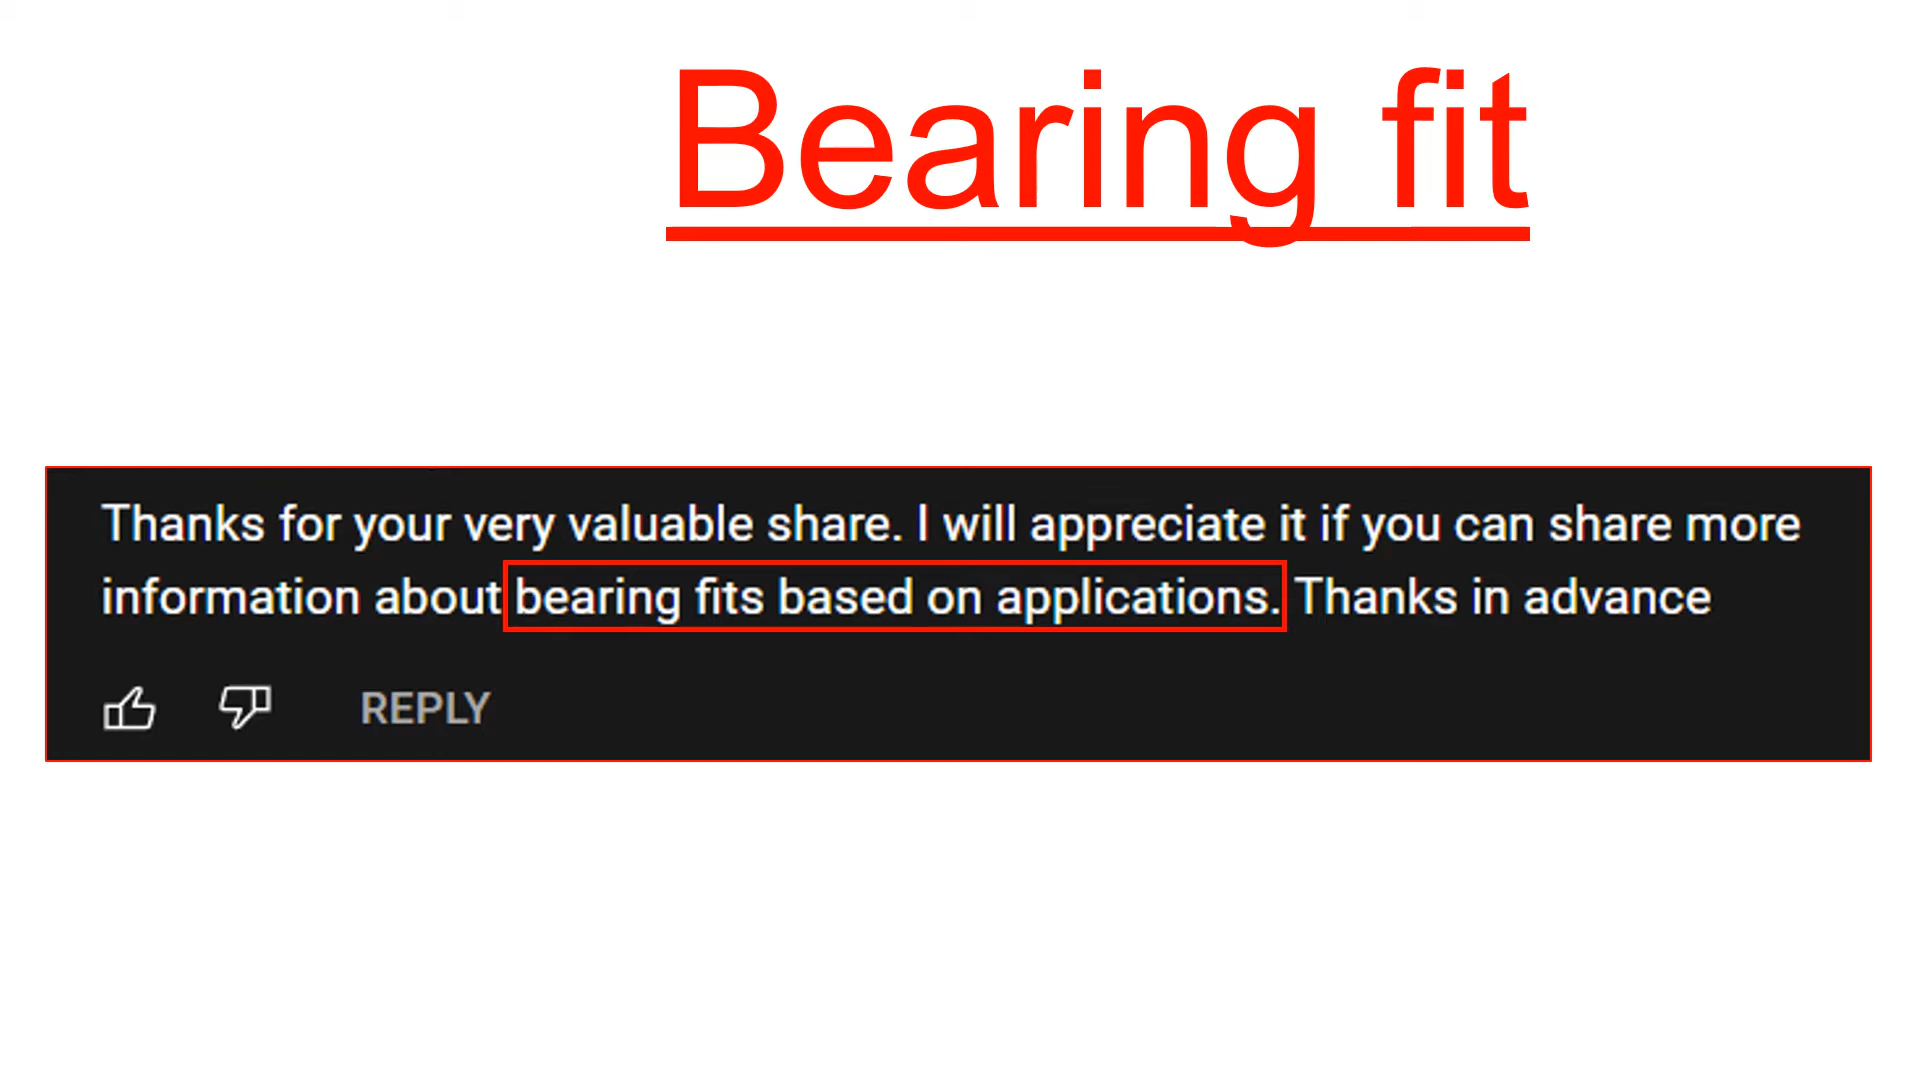 Bearing fit
Thanks for your very valuable share. I will appreciate it if you can share more
information about bearing fits based on applications. Thanks in advance
REPLY